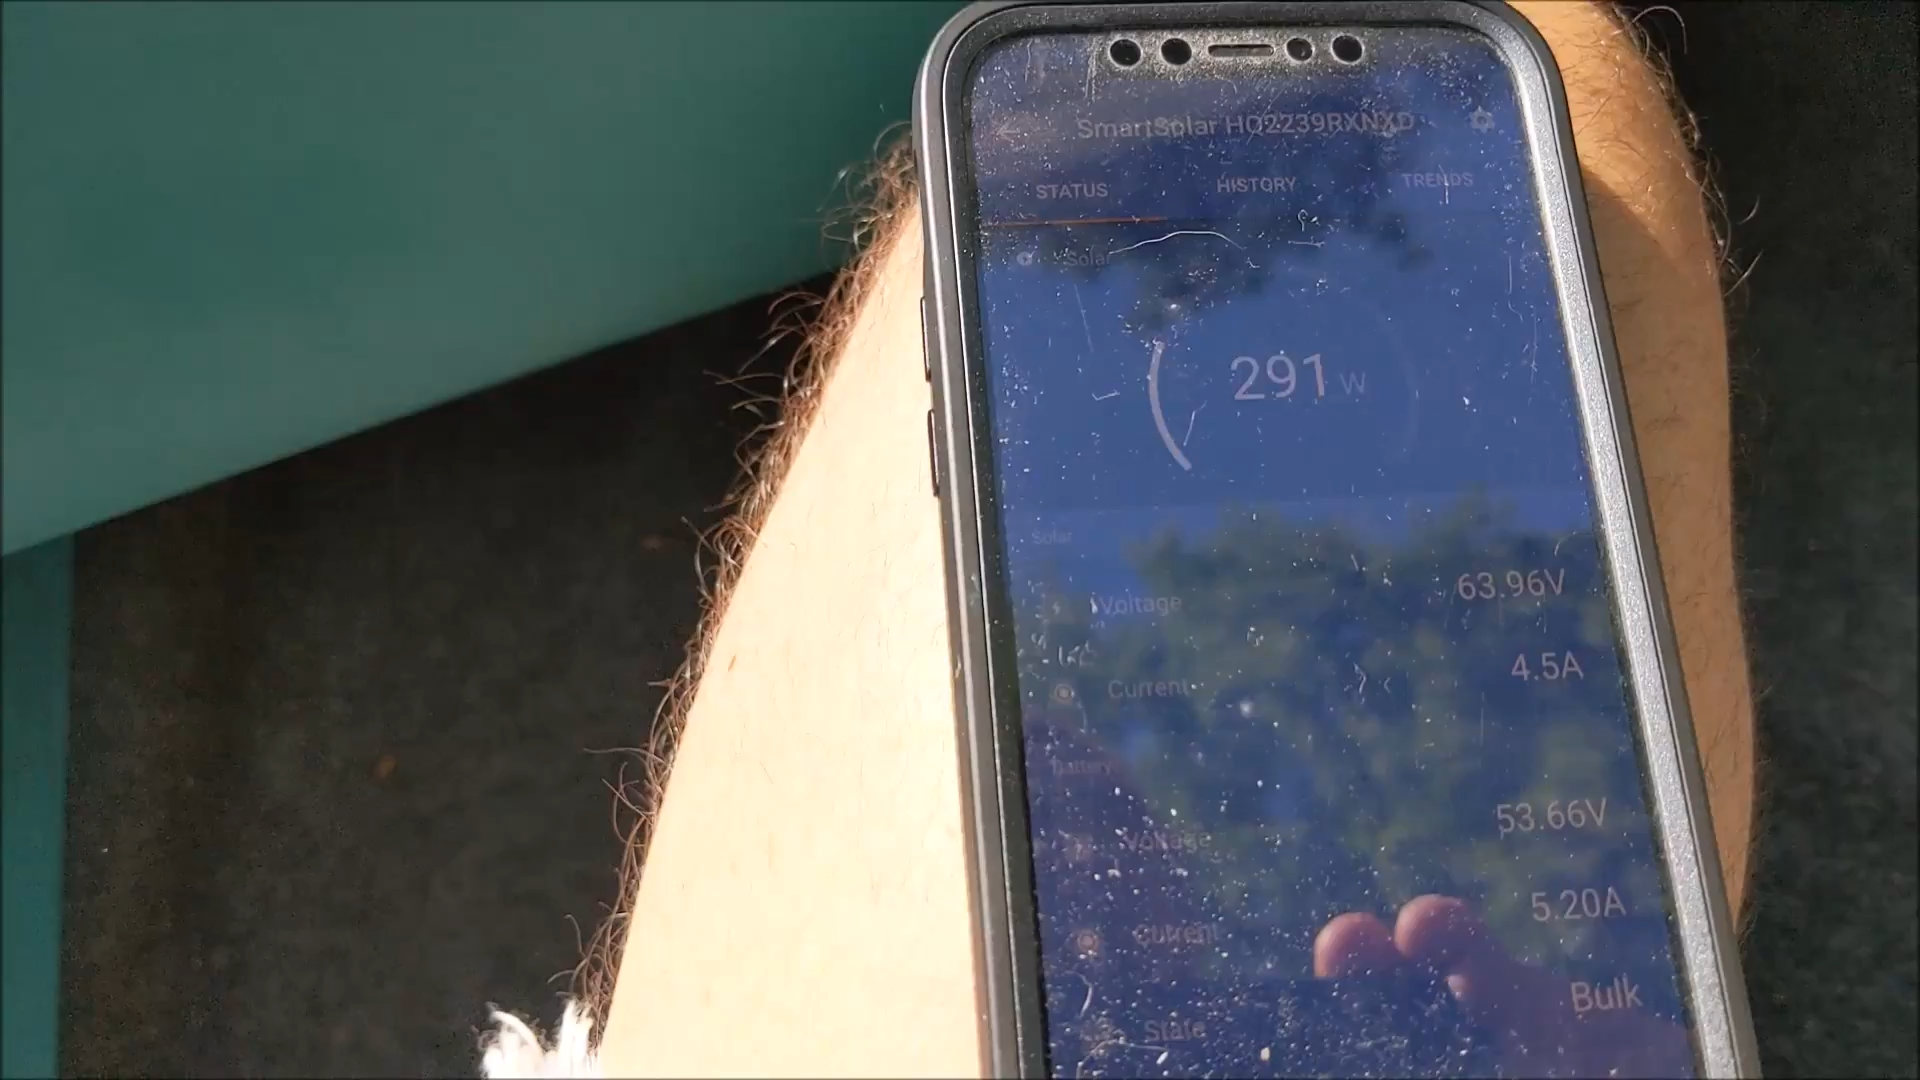 SmartSolar HQ2239RXNXD
STATUS HISTORY TRENDS
Solar
291 W
Solar
Voltage 63.96V
Current 4.5A
Battery
Voltage 53.66V
Current 5.20A
State Bulk